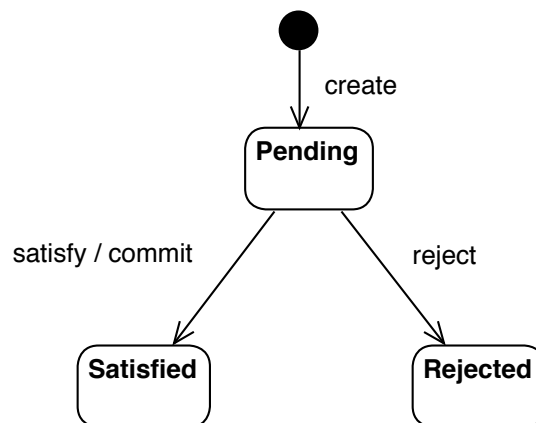 create
Pending
satisfy / commit
reject
Satisfied
Rejected